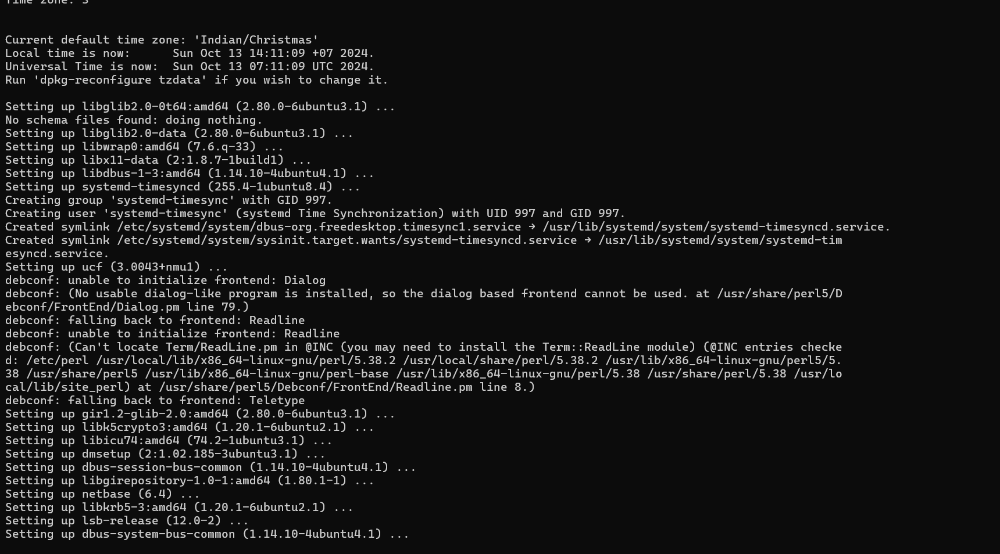 Time zone: 3
Current default time zone: 'Indian/Christmas'
Local time is now:      Sun Oct 13 14:11:09 +07 2024.
Universal Time is now:  Sun Oct 13 07:11:09 UTC 2024.
Run 'dpkg-reconfigure tzdata' if you wish to change it.
Setting up libglib2.0-0t64:amd64 (2.80.0-6ubuntu3.1) ...
No schema files found: doing nothing.
Setting up libglib2.0-data (2.80.0-6ubuntu3.1) ...
Setting up libwrap0:amd64 (7.6.q-33) ...
Setting up libx11-data (2:1.8.7-1build1) ...
Setting up libdbus-1-3:amd64 (1.14.10-4ubuntu4.1) ...
Setting up systemd-timesyncd (255.4-1ubuntu8.4) ...
Creating group 'systemd-timesync' with GID 997.
Creating user 'systemd-timesync' (systemd Time Synchronization) with UID 997 and GID 997.
Created symlink /etc/systemd/system/dbus-org.freedesktop.timesync1.service → /usr/lib/systemd/system/systemd-timesyncd.service.
Created symlink /etc/systemd/system/sysinit.target.wants/systemd-timesyncd.service → /usr/lib/systemd/system/systemd-tim
esyncd.service.
Setting up ucf (3.0043+nmu1) ...
debconf: unable to initialize frontend: Dialog
debconf: (No usable dialog-like program is installed, so the dialog based frontend cannot be used. at /usr/share/perl5/D
ebconf/FrontEnd/Dialog.pm line 79.)
debconf: falling back to frontend: Readline
debconf: unable to initialize frontend: Readline
debconf: (Can't locate Term/ReadLine.pm in @INC (you may need to install the Term::ReadLine module) (@INC entries checke
d: /etc/perl /usr/local/lib/x86_64-linux-gnu/perl/5.38.2 /usr/local/share/perl/5.38.2 /usr/lib/x86_64-linux-gnu/perl5/5.
38 /usr/share/perl5 /usr/lib/x86_64-linux-gnu/perl-base /usr/lib/x86_64-linux-gnu/perl/5.38 /usr/share/perl/5.38 /usr/lo
cal/lib/site_perl) at /usr/share/perl5/Debconf/FrontEnd/Readline.pm line 8.)
debconf: falling back to frontend: Teletype
Setting up gir1.2-glib-2.0:amd64 (2.80.0-6ubuntu3.1) ...
Setting up libk5crypto3:amd64 (1.20.1-6ubuntu2.1) ...
Setting up libicu74:amd64 (74.2-1ubuntu3.1) ...
Setting up dmsetup (2:1.02.185-3ubuntu3.1) ...
Setting up dbus-session-bus-common (1.14.10-4ubuntu4.1) ...
Setting up libgirepository-1.0-1:amd64 (1.80.1-1) ...
Setting up netbase (6.4) ...
Setting up libkrb5-3:amd64 (1.20.1-6ubuntu2.1) ...
Setting up lsb-release (12.0-2) ...
Setting up dbus-system-bus-common (1.14.10-4ubuntu4.1) ...